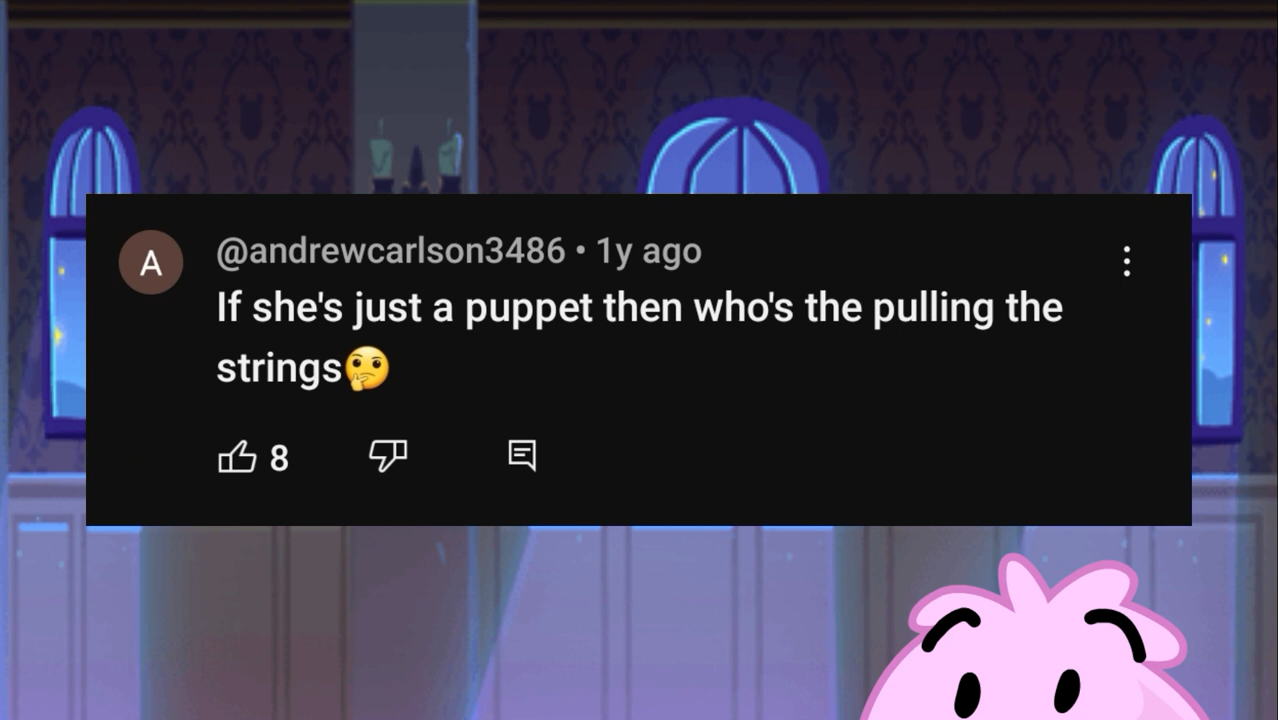 A
@andrewcarlson3486 • 1y ago
If she's just a puppet then who's the pulling the
strings🤔
8